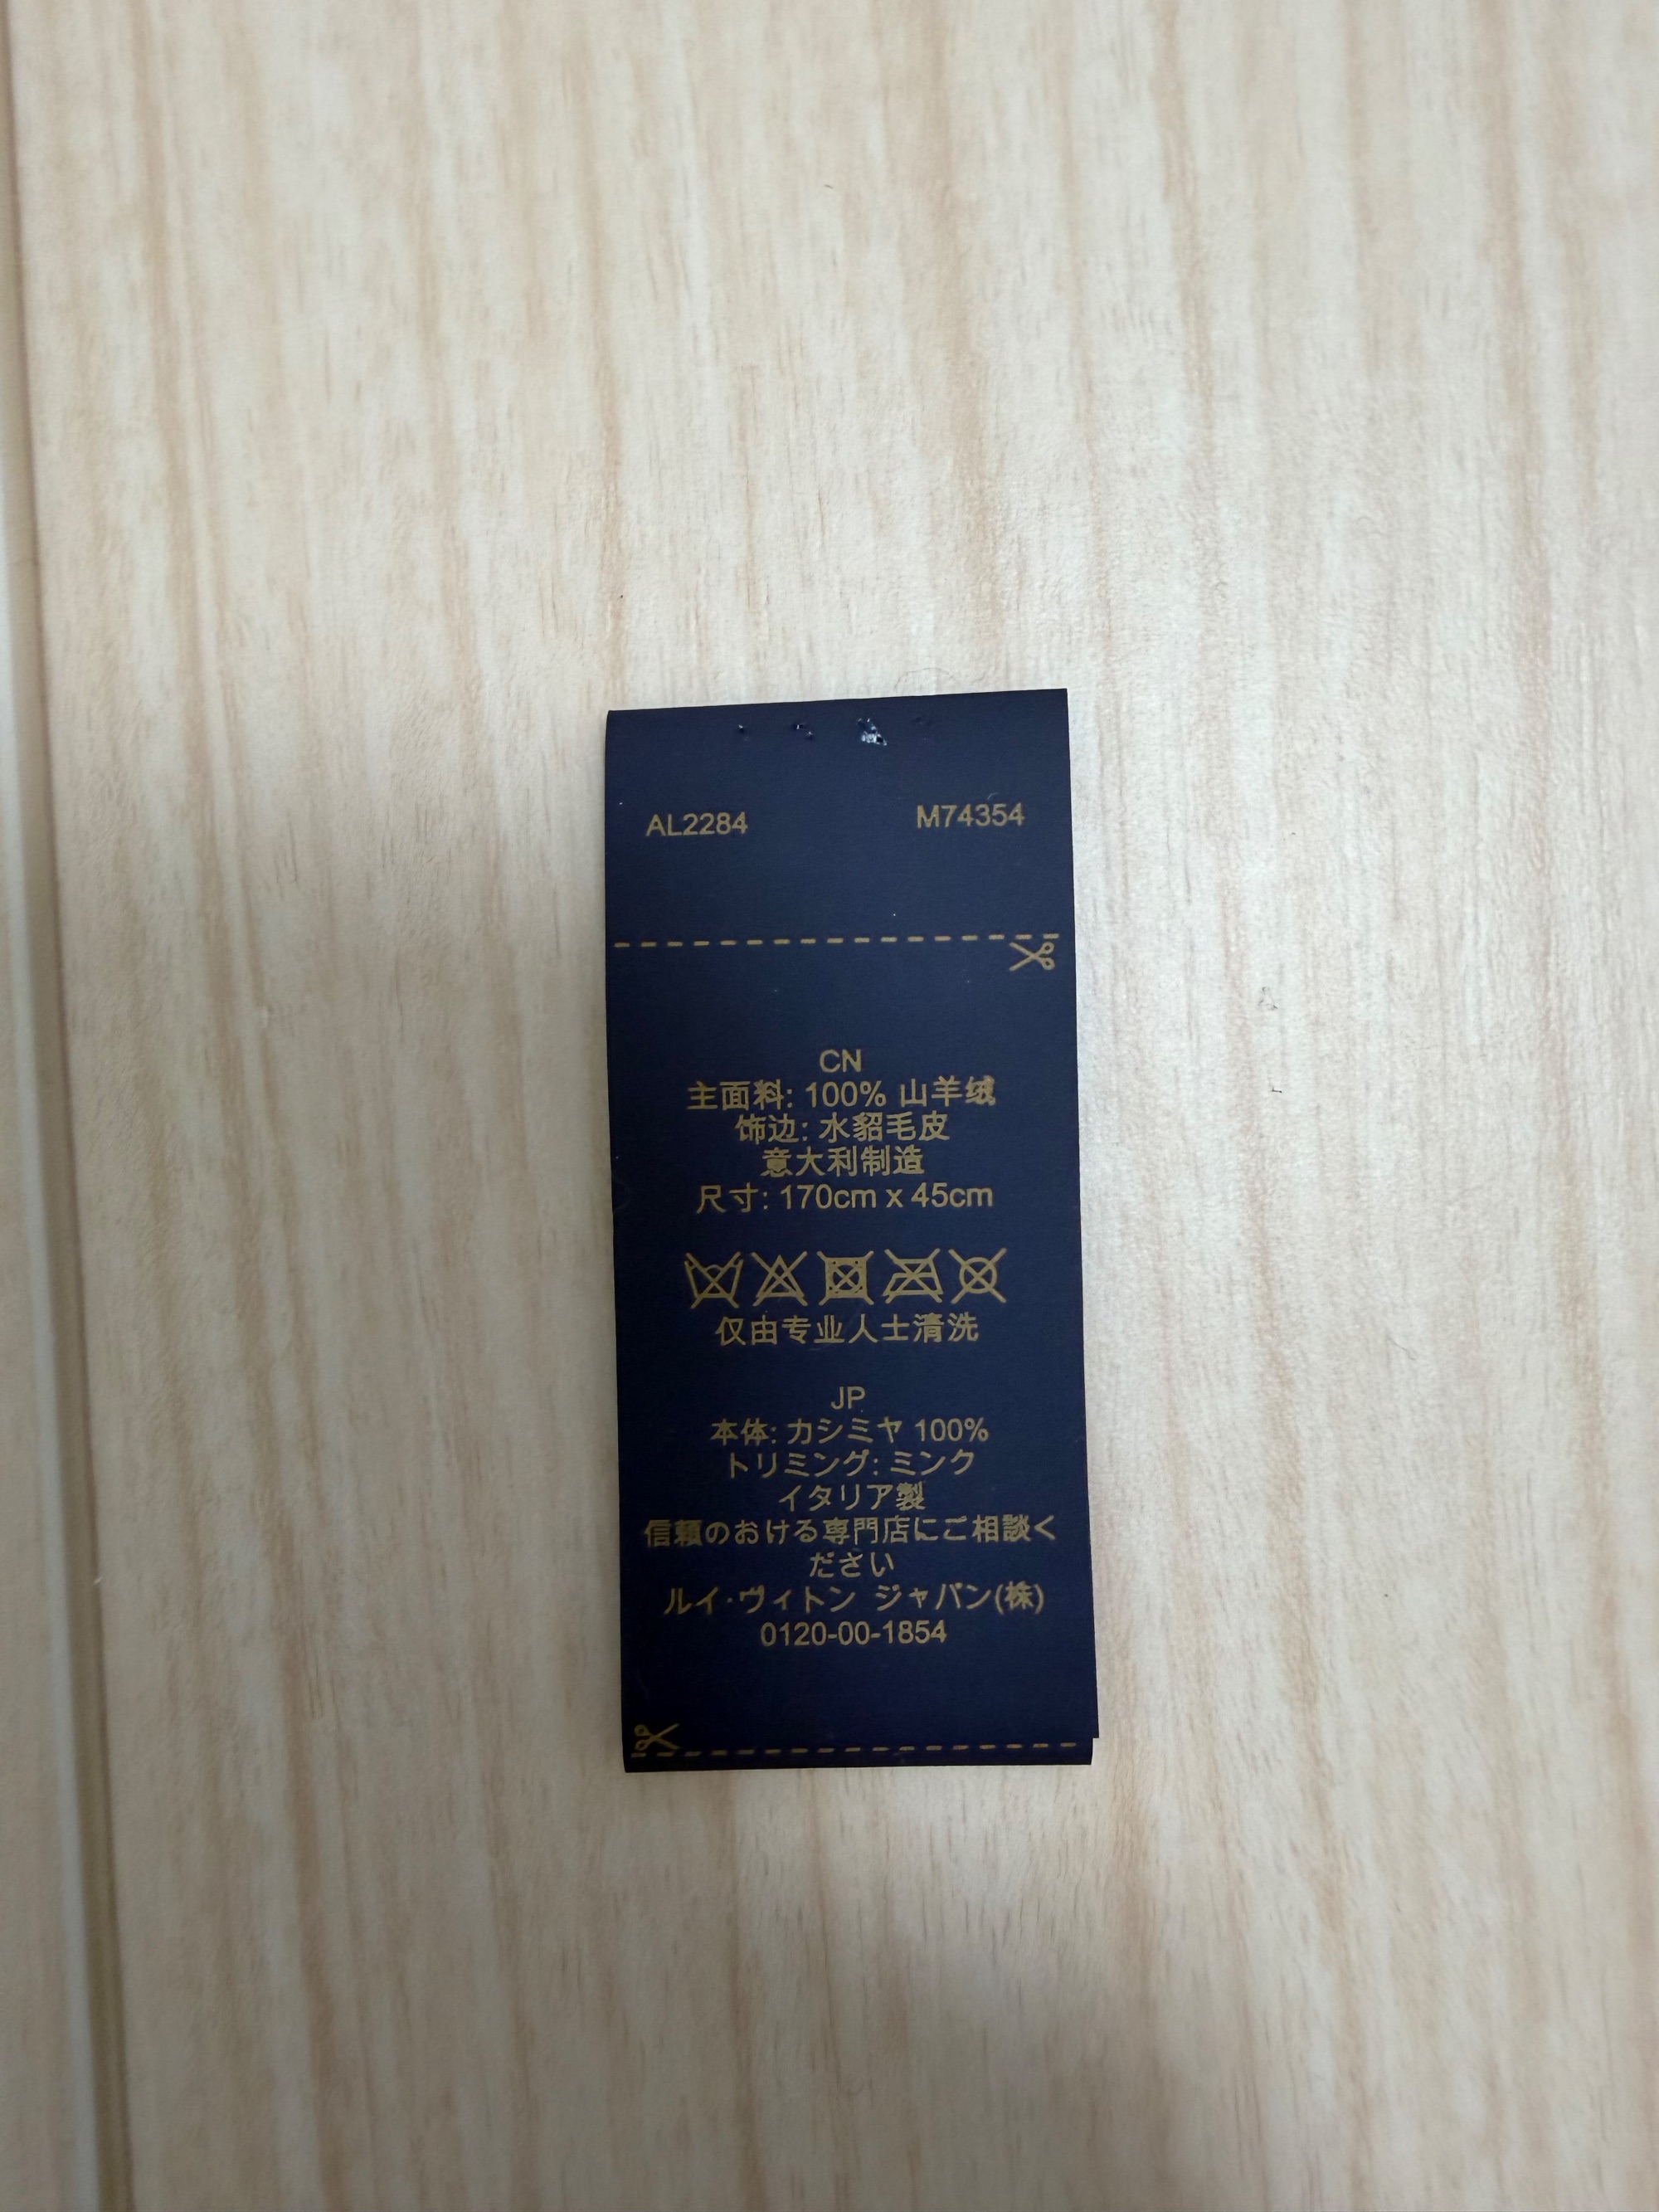 AL2284 M74354
CN
主面料: 100% 山羊绒
饰边: 水貂毛皮
意大利制造
尺寸: 170cm x 45cm
仅由专业人士清洗
JP
本体: カシミヤ 100%
トリミング: ミンク
イタリア製
信頼のおける専門店にご相談く
ださい
ルイ·ヴィトン ジャパン(株)
0120-00-1854